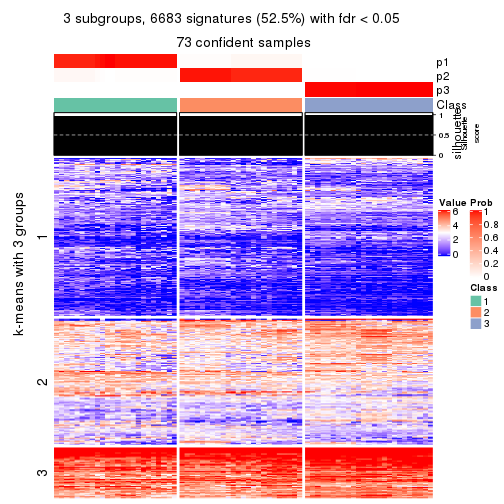 3 subgroups, 6683 signatures (52.5%) with fdr < 0.05
73 confident samples
p1
p2
p3
Class
1
0.5
0
silhouette
Silhouette
score
k-means with 3 groups
1
2
3
Value
6
4
2
0
Prob
1
0.8
0.6
0.4
0.2
0
Class
1
2
3